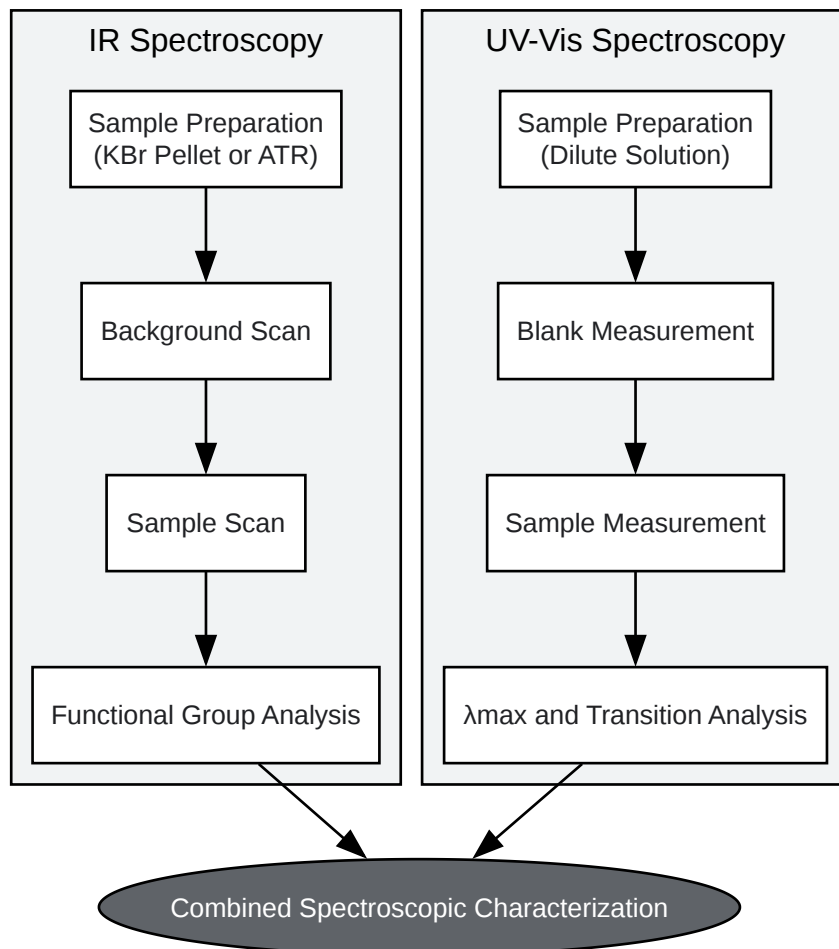 IR Spectroscopy
Sample Preparation
(KBr Pellet or ATR)
Background Scan
Sample Scan
Functional Group Analysis
UV-Vis Spectroscopy
Sample Preparation
(Dilute Solution)
Blank Measurement
Sample Measurement
λmax and Transition Analysis
Combined Spectroscopic Characterization